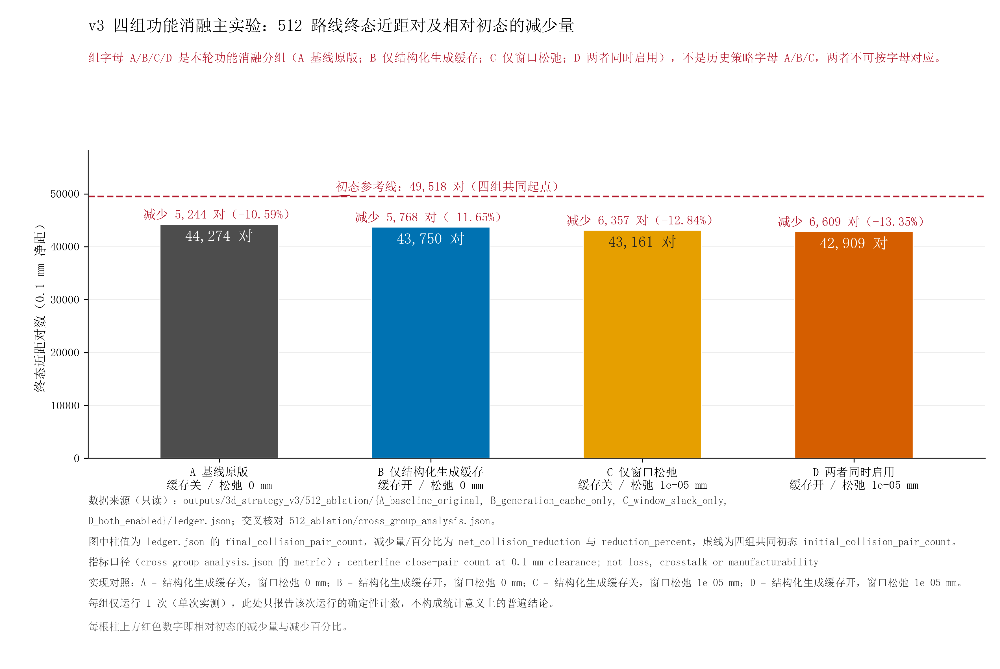 v3 四组功能消融主实验：512 路线终态近距对及相对初态的减少量
组字母 A/B/C/D 是本轮功能消融分组（A 基线原版；B 仅结构化生成缓存；C 仅窗口松弛；D 两者同时启用），不是历史策略字母 A/B/C，两者不可按字母对应。
终态近距对数（0.1 mm 净距）
50000
40000
30000
20000
10000
0
初态参考线：49,518 对（四组共同起点）
减少 5,244 对（-10.59%）
44,274 对
减少 5,768 对（-11.65%）
43,750 对
减少 6,357 对（-12.84%）
43,161 对
减少 6,609 对（-13.35%）
42,909 对
A 基线原版
缓存关 / 松弛 0 mm
B 仅结构化生成缓存
缓存开 / 松弛 0 mm
C 仅窗口松弛
缓存关 / 松弛 1e-05 mm
D 两者同时启用
缓存开 / 松弛 1e-05 mm
数据来源（只读）：outputs/3d_strategy_v3/512_ablation/{A_baseline_original, B_generation_cache_only, C_window_slack_only,
D_both_enabled}/ledger.json；交叉核对 512_ablation/cross_group_analysis.json。
图中柱值为 ledger.json 的 final_collision_pair_count，减少量/百分比为 net_collision_reduction 与 reduction_percent，虚线为四组共同初态 initial_collision_pair_count。
指标口径（cross_group_analysis.json 的 metric）：centerline close-pair count at 0.1 mm clearance; not loss, crosstalk or manufacturability
实现对照：A = 结构化生成缓存关，窗口松弛 0 mm；B = 结构化生成缓存开，窗口松弛 0 mm；C = 结构化生成缓存关，窗口松弛 1e-05 mm；D = 结构化生成缓存开，窗口松弛 1e-05 mm。
每组仅运行 1 次（单次实测），此处只报告该次运行的确定性计数，不构成统计意义上的普遍结论。
每根柱上方红色数字即相对初态的减少量与减少百分比。